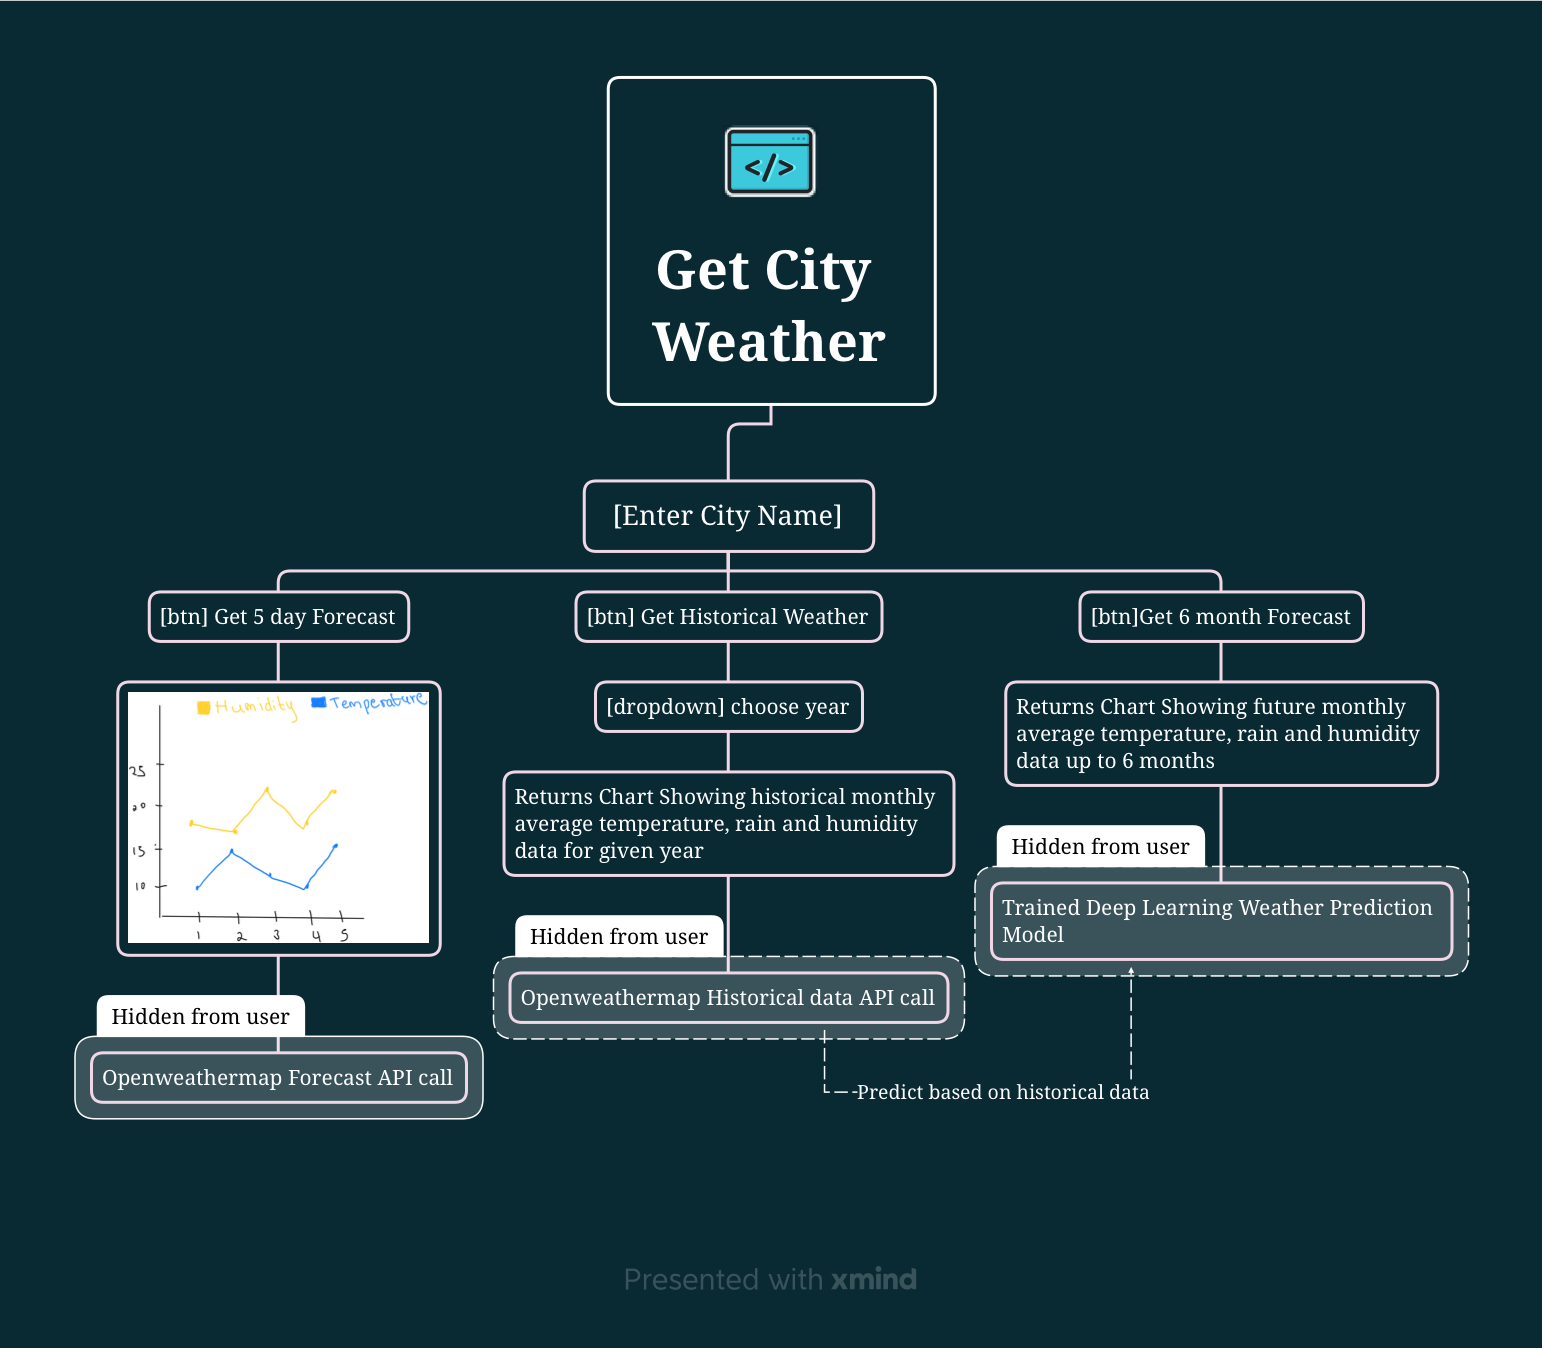 </>
Get City
Weather
[Enter City Name]
[btn] Get 5 day Forecast
[btn] Get Historical Weather
[btn]Get 6 month Forecast
Humidity
Temperature
25
20
15
10
1 2 3 4 5
Hidden from user
Openweathermap Forecast API call
[dropdown] choose year
Returns Chart Showing historical monthly
average temperature, rain and humidity
data for given year
Hidden from user
Openweathermap Historical data API call
Returns Chart Showing future monthly
average temperature, rain and humidity
data up to 6 months
Hidden from user
Trained Deep Learning Weather Prediction
Model
Predict based on historical data
Presented with xmind